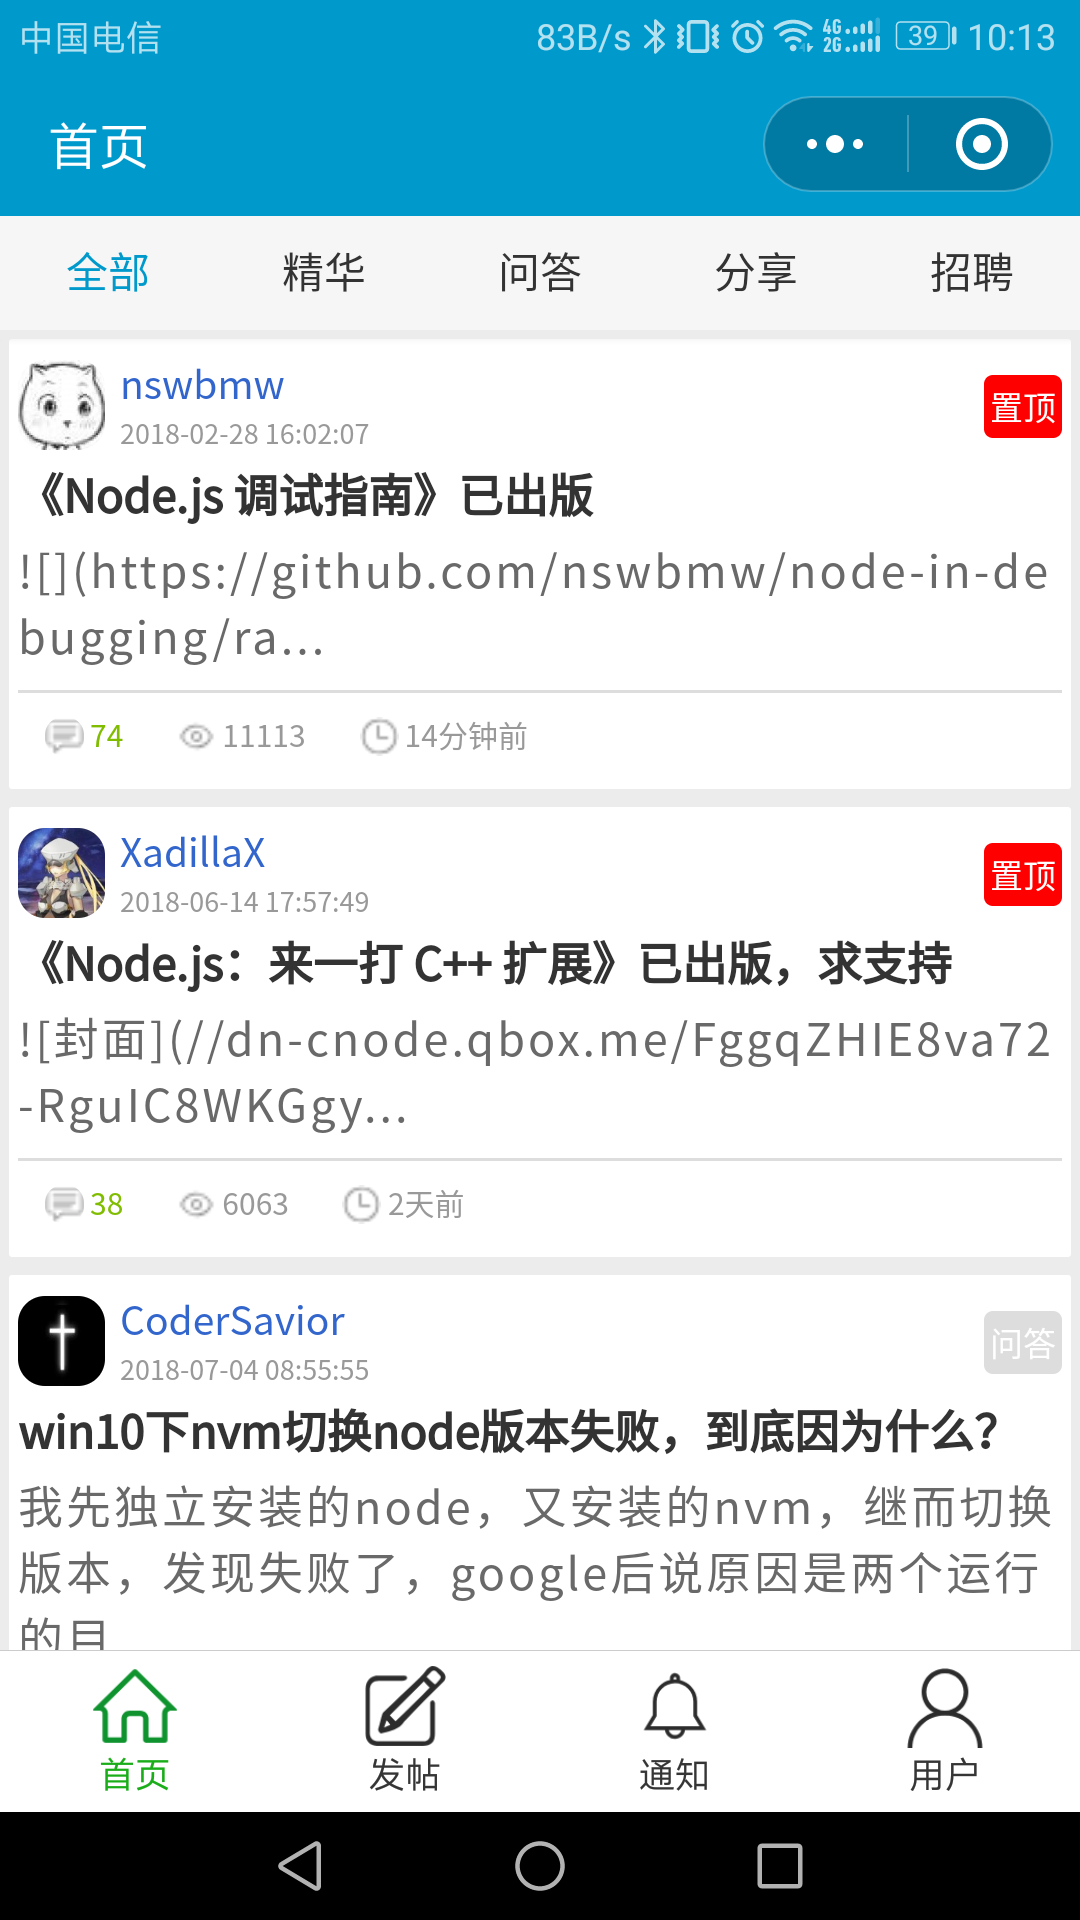 中国电信 83B/s 4G 2G 39 10:13
首页
全部 精华 问答 分享 招聘
nswbmw
置顶
2018-02-28 16:02:07
《Node.js 调试指南》已出版
![](https://github.com/nswbmw/node-in-de
bugging/ra...
74 11113 14分钟前
XadillaX
置顶
2018-06-14 17:57:49
《Node.js：来一打 C++ 扩展》已出版，求支持
![封面](//dn-cnode.qbox.me/FggqZHIE8va72
-RguIC8WKGgy...
38 6063 2天前
CoderSavior
问答
2018-07-04 08:55:55
win10下nvm切换node版本失败，到底因为什么？
我先独立安装的node，又安装的nvm，继而切换
版本，发现失败了，google后说原因是两个运行
的目
首页 发帖 通知 用户